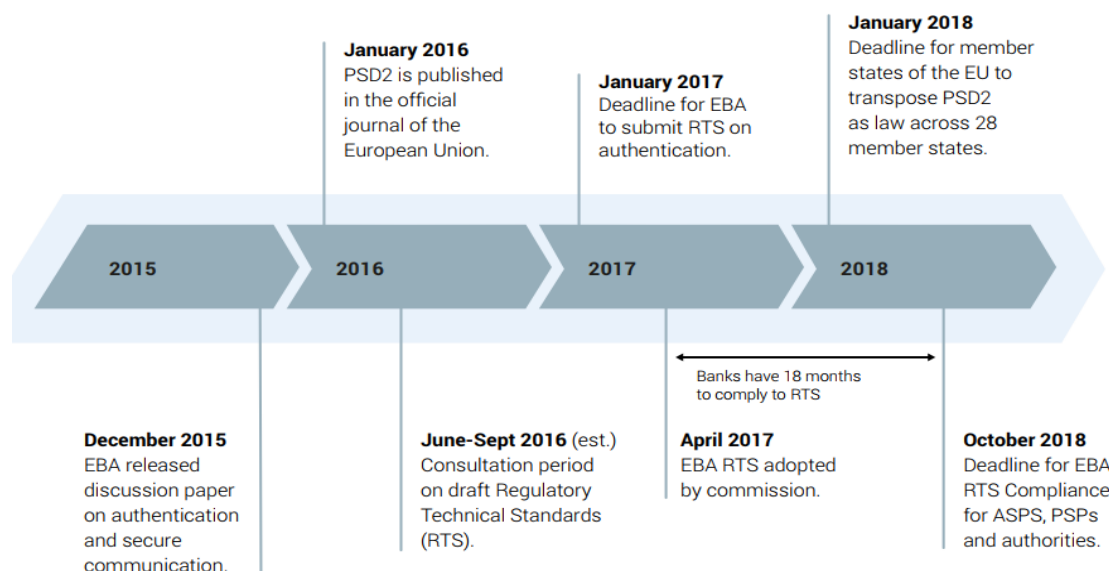 January 2016
PSD2 is published
in the official
journal of the
European Union.
January 2017
Deadline for EBA
to submit RTS on
authentication.
January 2018
Deadline for member
states of the EU to
transpose PSD2
as law across 28
member states.
2015
2016
2017
2018
Banks have 18 months
to comply to RTS
December 2015
EBA released
discussion paper
on authentication
and secure
communication.
June-Sept 2016 (est.)
Consultation period
on draft Regulatory
Technical Standards
(RTS).
April 2017
EBA RTS adopted
by commission.
October 2018
Deadline for EBA
RTS Compliance
for ASPS, PSPs
and authorities.